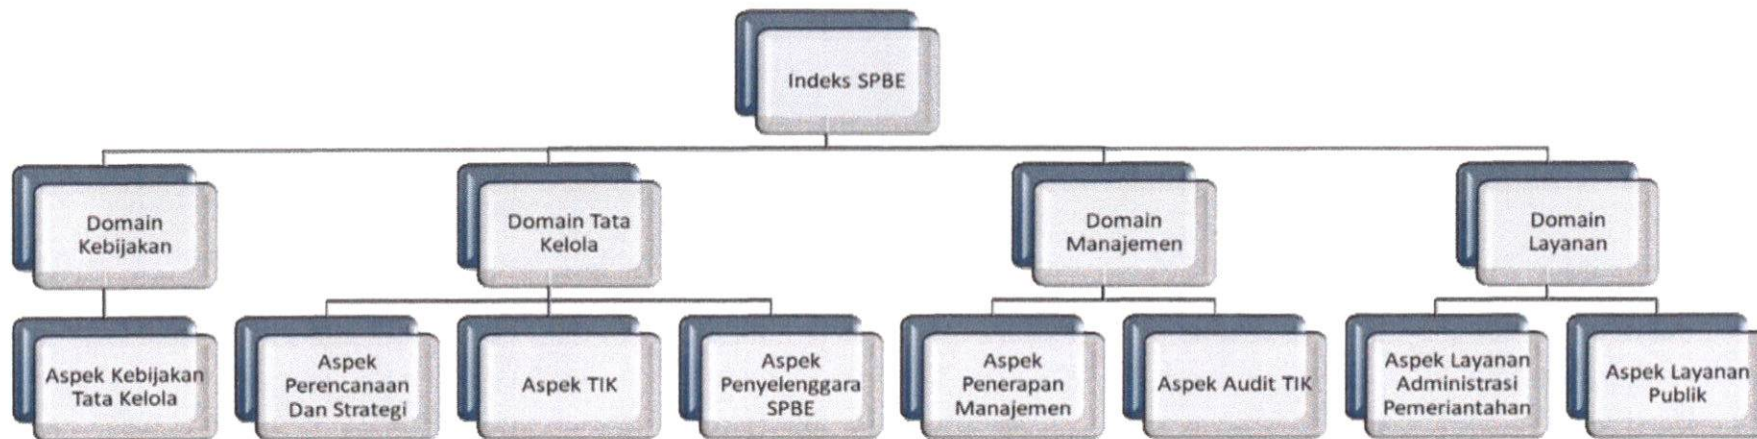 Indeks SPBE
Domain
Kebijakan
Domain Tata
Kelola
Domain
Manajemen
Domain
Layanan
Aspek Kebijakan
Tata Kelola
Aspek
Perencanaan
Dan Strategi
Aspek TIK
Aspek
Penyelenggara
SPBE
Aspek
Penerapan
Manajemen
Aspek Audit TIK
Aspek Layanan
Administrasi
Pemeriantahan
Aspek Layanan
Publik